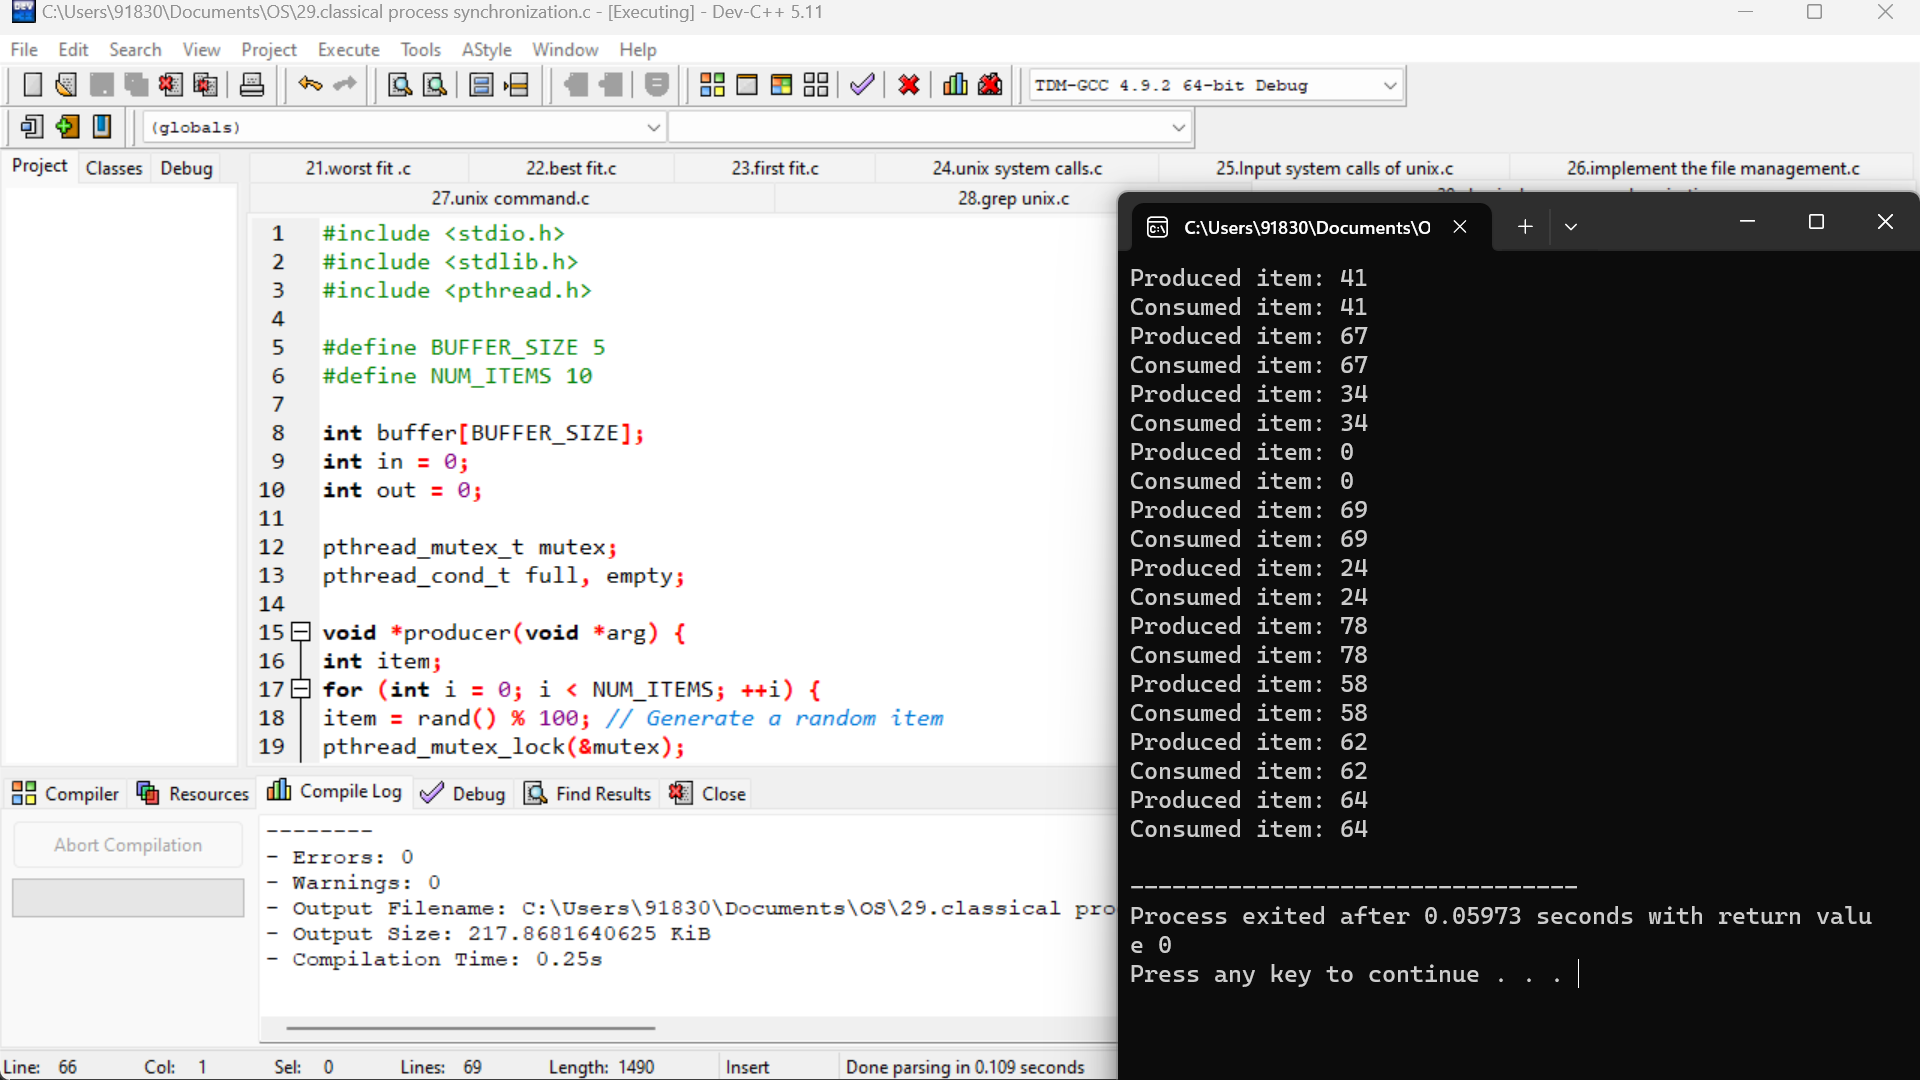 C:\Users\91830\Documents\OS\29.classical process synchronization.c - [Executing] - Dev-C++ 5.11
File Edit Search View Project Execute Tools AStyle Window Help
TDM-GCC 4.9.2 64-bit Debug
(globals)
Project Classes Debug
21.worst fit .c 22.best fit.c 23.first fit.c 24.unix system calls.c 25.Input system calls of unix.c 26.implement the file management.c
27.unix command.c 28.grep unix.c
1 #include <stdio.h>
2 #include <stdlib.h>
3 #include <pthread.h>
4
5 #define BUFFER_SIZE 5
6 #define NUM_ITEMS 10
7
8 int buffer[BUFFER_SIZE];
9 int in = 0;
10 int out = 0;
11
12 pthread_mutex_t mutex;
13 pthread_cond_t full, empty;
14
15 void *producer(void *arg) {
16 int item;
17 for (int i = 0; i < NUM_ITEMS; ++i) {
18 item = rand() % 100; // Generate a random item
19 pthread_mutex_lock(&mutex);
C:\Users\91830\Documents\O
Produced item: 41
Consumed item: 41
Produced item: 67
Consumed item: 67
Produced item: 34
Consumed item: 34
Produced item: 0
Consumed item: 0
Produced item: 69
Consumed item: 69
Produced item: 24
Consumed item: 24
Produced item: 78
Consumed item: 78
Produced item: 58
Consumed item: 58
Produced item: 62
Consumed item: 62
Produced item: 64
Consumed item: 64
--------------------------------
Process exited after 0.05973 seconds with return valu
e 0
Press any key to continue . . .
Compiler Resources Compile Log Debug Find Results Close
Abort Compilation
--------
- Errors: 0
- Warnings: 0
- Output Filename: C:\Users\91830\Documents\OS\29.classical pro
- Output Size: 217.8681640625 KiB
- Compilation Time: 0.25s
Line: 66 Col: 1 Sel: 0 Lines: 69 Length: 1490 Insert Done parsing in 0.109 seconds